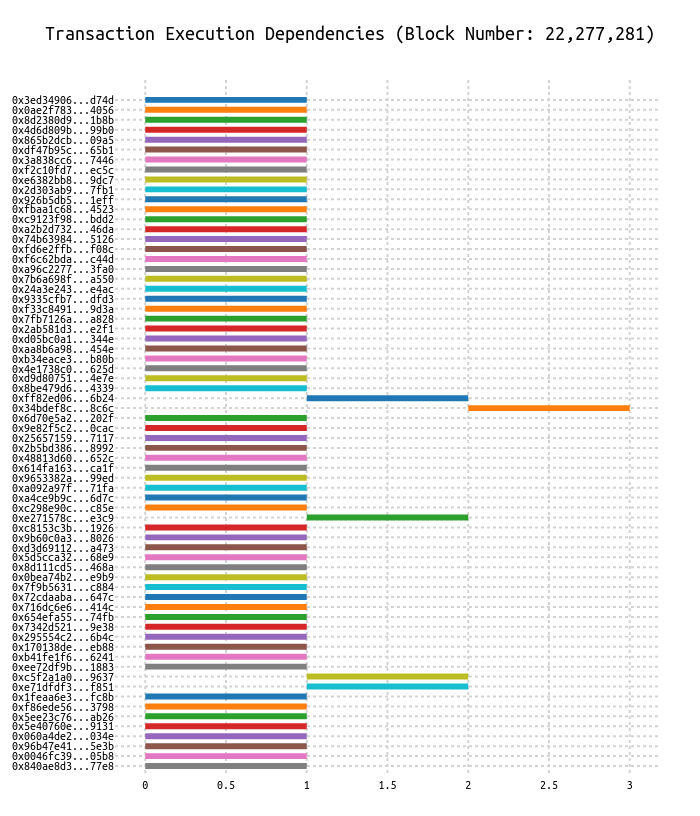 Transaction Execution Dependencies (Block Number: 22,277,281)
0x3ed34906...d74d
0x0ae2f783...4056
0x8d2380d9...1b8b
0x4d6d809b...99b0
0x865b2dcb...09a5
0xdf47b95c...65b1
0x3a838cc6...7446
0xf2c10fd7...ec5c
0xe6382bb8...9dc7
0x2d303ab9...7fb1
0x926b5db5...1eff
0xfbaa1c68...4523
0xc9123f98...bdd2
0xa2b2d732...46da
0x74b63984...5126
0xfd6e2ffb...f08c
0xf6c62bda...c44d
0xa96c2277...3fa0
0x7b6a698f...a550
0x24a3e243...e4ac
0x9335cfb7...dfd3
0xf33c8491...9d3a
0x7fb7126a...a828
0x2ab581d3...e2f1
0xd05bc0a1...344e
0xaa8b6a98...454e
0xb34eace3...b80b
0x4e1738c0...625d
0xd9d80751...4e7e
0x8be479d6...4339
0xff82ed06...6b24
0x34bdef8c...8c6c
0x6d70e5a2...202f
0x9e82f5c2...0cac
0x25657159...7117
0x2b5bd386...8992
0x48813d60...652c
0x614fa163...ca1f
0x9653382a...99ed
0xa092a97f...71fa
0xa4ce9b9c...6d7c
0xc298e90c...c85e
0xe271578c...e3c9
0xc8153c3b...1926
0x9b60c0a3...8026
0xd3d69112...a473
0x5d5cca32...68e9
0x8d111cd5...468a
0x0bea74b2...e9b9
0x7f9b5631...c884
0x72cdaaba...647c
0x716dc6e6...414c
0x654efa55...74fb
0x7342d521...9e38
0x295554c2...6b4c
0x170138de...eb88
0xb41fe1f6...6241
0xee72df9b...1883
0xc5f2a1a0...9637
0xe71dfdf3...f851
0x1feaa6e3...fc8b
0xf86ede56...3798
0x5ee23c76...ab26
0x5e40760e...9131
0x060a4de2...034e
0x96b47e41...5e3b
0x0046fc39...05b8
0x840ae8d3...77e8
0 0.5 1 1.5 2 2.5 3